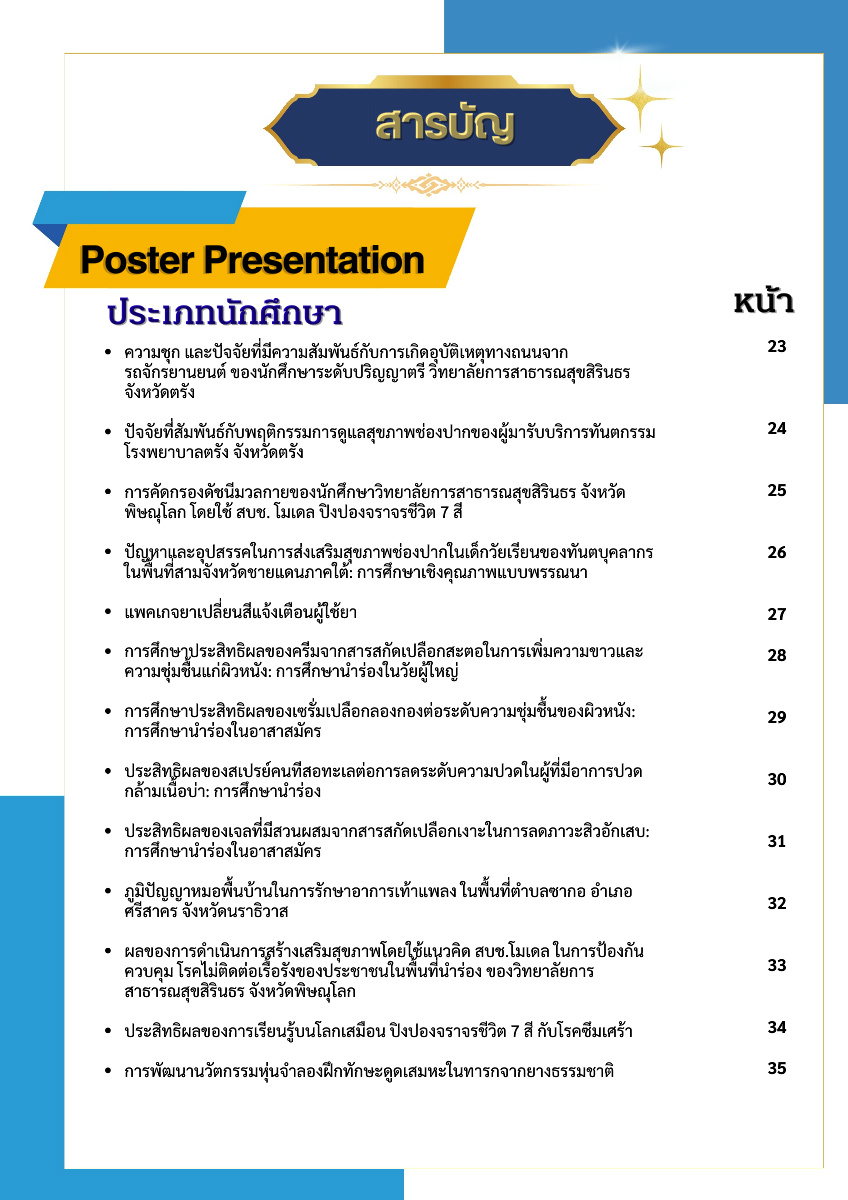 สารบัญ
Poster Presentation
ประเภทนักศึกษา
หน้า
• ความชุก และปัจจัยที่มีความสัมพันธ์กับการเกิดอุบัติเหตุทางถนนจาก
23
รถจักรยานยนต์ ของนักศึกษาระดับปริญญาตรี วิทยาลัยการสาธารณสุขสิรินธร
จังหวัดตรัง
• ปัจจัยที่สัมพันธ์กับพฤติกรรมการดูแลสุขภาพช่องปากของผู้มารับบริการทันตกรรม
24
โรงพยาบาลตรัง จังหวัดตรัง
• การคัดกรองดัชนีมวลกายของนักศึกษาวิทยาลัยการสาธารณสุขสิรินธร จังหวัด
25
พิษณุโลก โดยใช้ สบช. โมเดล ปิงปองจราจรชีวิต 7 สี
• ปัญหาและอุปสรรคในการส่งเสริมสุขภาพช่องปากในเด็กวัยเรียนของทันตบุคลากร
26
ในพื้นที่สามจังหวัดชายแดนภาคใต้: การศึกษาเชิงคุณภาพแบบพรรณนา
• แพคเกจยาเปลี่ยนสีแจ้งเตือนผู้ใช้ยา
27
• การศึกษาประสิทธิผลของครีมจากสารสกัดเปลือกสะตอในการเพิ่มความขาวและ
28
ความชุ่มชื้นแก่ผิวหนัง: การศึกษานำร่องในวัยผู้ใหญ่
• การศึกษาประสิทธิผลของเซรั่มเปลือกลองกองต่อระดับความชุ่มชื้นของผิวหนัง:
29
การศึกษานำร่องในอาสาสมัคร
• ประสิทธิผลของสเปรย์คนทีสอทะเลต่อการลดระดับความปวดในผู้ที่มีอาการปวด
30
กล้ามเนื้อบ่า: การศึกษานำร่อง
• ประสิทธิผลของเจลที่มีสวนผสมจากสารสกัดเปลือกเงาะในการลดภาวะสิวอักเสบ:
31
การศึกษานำร่องในอาสาสมัคร
• ภูมิปัญญาหมอพื้นบ้านในการรักษาอาการเท้าแพลง ในพื้นที่ตำบลซากอ อำเภอ
32
ศรีสาคร จังหวัดนราธิวาส
• ผลของการดำเนินการสร้างเสริมสุขภาพโดยใช้แนวคิด สบช.โมเดล ในการป้องกัน
33
ควบคุม โรคไม่ติดต่อเรื้อรังของประชาชนในพื้นที่นำร่อง ของวิทยาลัยการ
สาธารณสุขสิรินธร จังหวัดพิษณุโลก
• ประสิทธิผลของการเรียนรู้บนโลกเสมือน ปิงปองจราจรชีวิต 7 สี กับโรคซึมเศร้า
34
• การพัฒนานวัตกรรมหุ่นจำลองฝึกทักษะดูดเสมหะในทารกจากยางธรรมชาติ
35